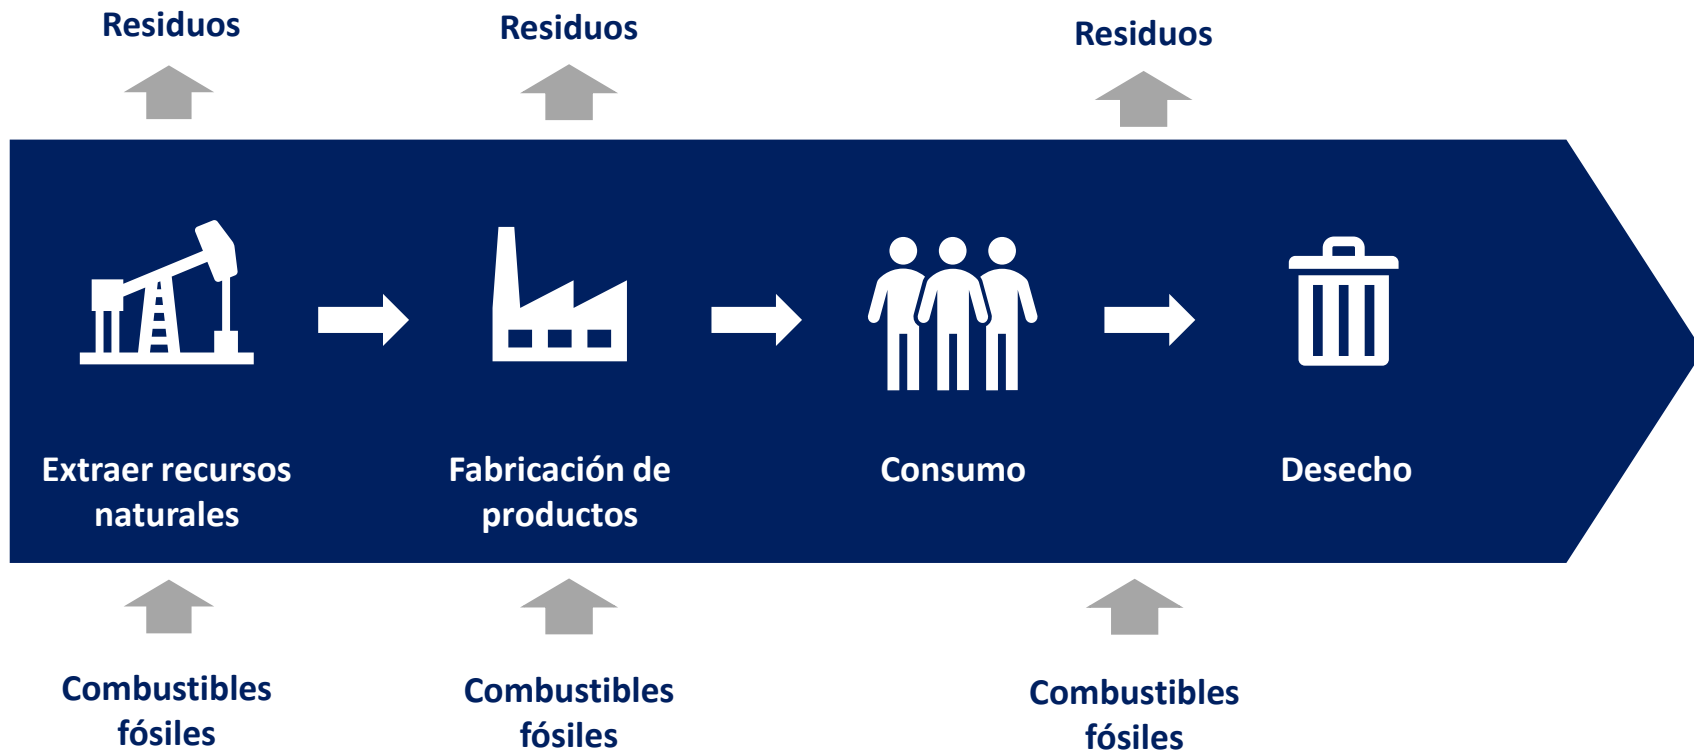 Residuos
Residuos
Residuos
Extraer recursos
naturales
Fabricación de
productos
Consumo
Desecho
Combustibles
fósiles
Combustibles
fósiles
Combustibles
fósiles